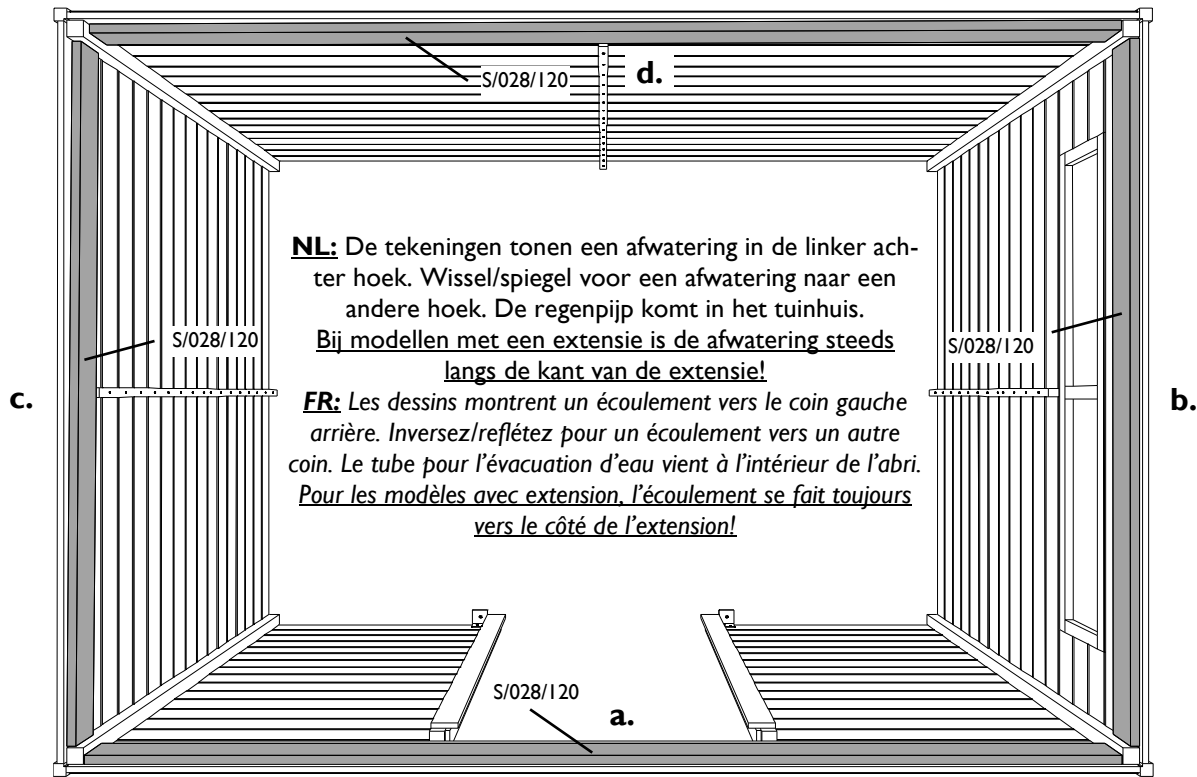 S/028/120
d.
NL: De tekeningen tonen een afwatering in de linker ach-
ter hoek. Wissel/spiegel voor een afwatering naar een
andere hoek. De regenpijp komt in het tuinhuis.
Bij modellen met een extensie is de afwatering steeds
langs de kant van de extensie!
S/028/120
S/028/120
c.
b.
FR: Les dessins montrent un écoulement vers le coin gauche
arrière. Inversez/reflétez pour un écoulement vers un autre
coin. Le tube pour l'évacuation d'eau vient à l'intérieur de l'abri.
Pour les modèles avec extension, l'écoulement se fait toujours
vers le côté de l'extension!
S/028/120
a.